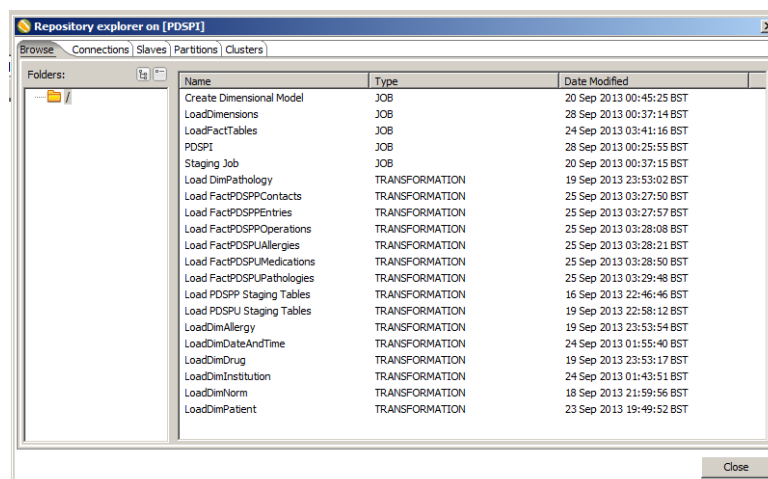 Repository explorer on [PDSPI]
Browse Connections Slaves Partitions Clusters
Folders:
/
Name Type Date Modified
Create Dimensional Model JOB 20 Sep 2013 00:45:25 BST
LoadDimensions JOB 28 Sep 2013 00:37:14 BST
LoadFactTables JOB 24 Sep 2013 03:41:16 BST
PDSPI JOB 28 Sep 2013 00:25:55 BST
Staging Job JOB 20 Sep 2013 00:37:15 BST
Load DimPathology TRANSFORMATION 19 Sep 2013 23:53:02 BST
Load FactPDSPPContacts TRANSFORMATION 25 Sep 2013 03:27:50 BST
Load FactPDSPPEntries TRANSFORMATION 25 Sep 2013 03:27:57 BST
Load FactPDSPPOperations TRANSFORMATION 25 Sep 2013 03:28:08 BST
Load FactPDSPUAllergies TRANSFORMATION 25 Sep 2013 03:28:21 BST
Load FactPDSPUMedications TRANSFORMATION 25 Sep 2013 03:28:50 BST
Load FactPDSPUPathologies TRANSFORMATION 25 Sep 2013 03:29:48 BST
Load PDSPP Staging Tables TRANSFORMATION 16 Sep 2013 22:46:46 BST
Load PDSPU Staging Tables TRANSFORMATION 19 Sep 2013 22:58:12 BST
LoadDimAllergy TRANSFORMATION 19 Sep 2013 23:53:54 BST
LoadDimDateAndTime TRANSFORMATION 24 Sep 2013 01:55:40 BST
LoadDimDrug TRANSFORMATION 19 Sep 2013 23:53:17 BST
LoadDimInstitution TRANSFORMATION 24 Sep 2013 01:43:51 BST
LoadDimNorm TRANSFORMATION 18 Sep 2013 21:59:56 BST
LoadDimPatient TRANSFORMATION 23 Sep 2013 19:49:52 BST
Close